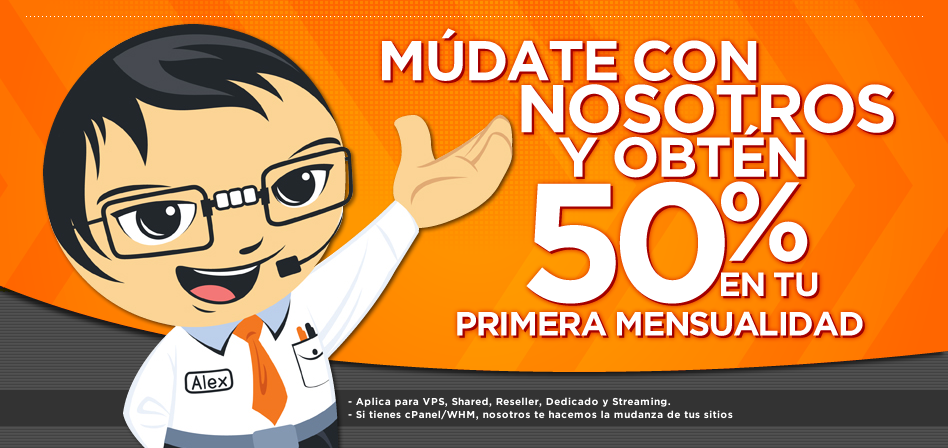 MÚDATE CON
NOSOTROS
Y OBTÉN
50%
EN TU
PRIMERA MENSUALIDAD
Alex
- Aplica para VPS, Shared, Reseller, Dedicado y Streaming.
- Si tienes cPanel/WHM, nosotros te hacemos la mudanza de tus sitios